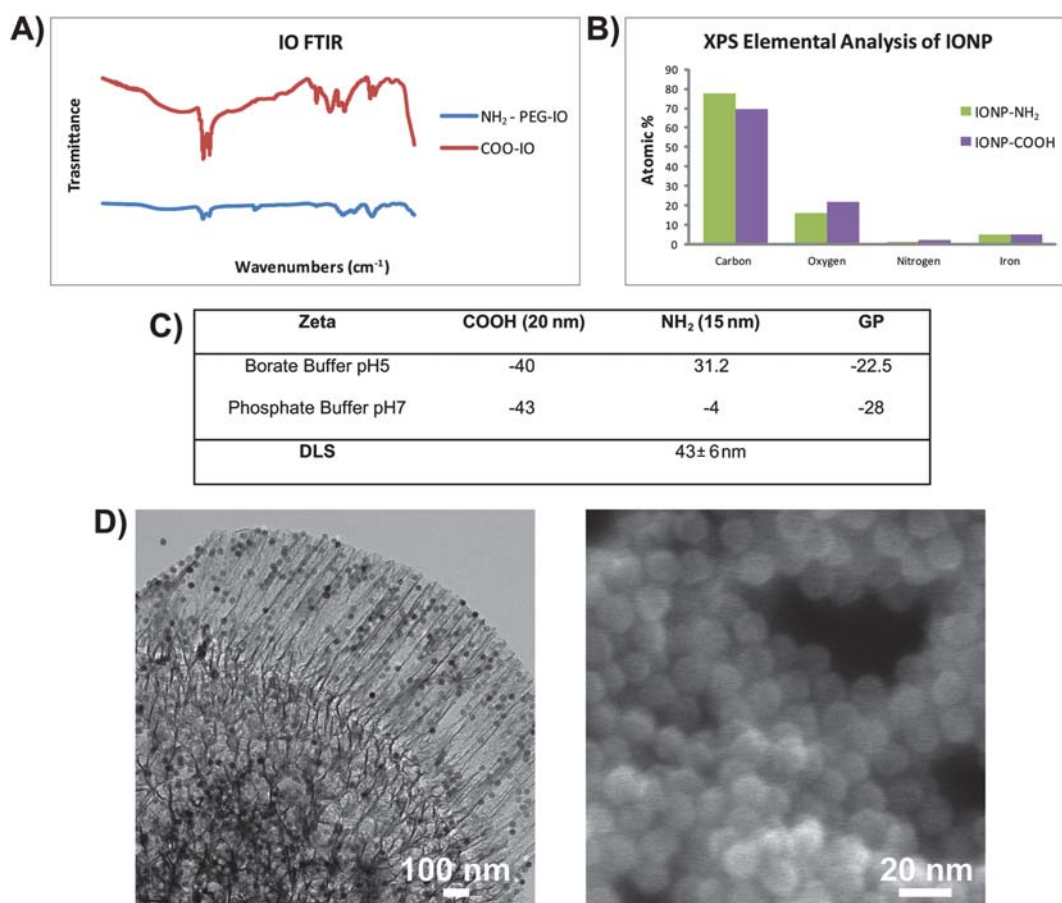 A)
IO FTIR
Trasmittance
NH₂ - PEG-IO
COO-IO
Wavenumbers (cm⁻¹)
B)
XPS Elemental Analysis of IONP
Atomic %
90
80
70
60
50
40
30
20
10
0
IONP-NH₂
IONP-COOH
Carbon Oxygen Nitrogen Iron
C)
Zeta COOH (20 nm) NH₂ (15 nm) GP
Borate Buffer pH5 -40 31.2 -22.5
Phosphate Buffer pH7 -43 -4 -28
DLS 43± 6nm
D)
100 nm
20 nm